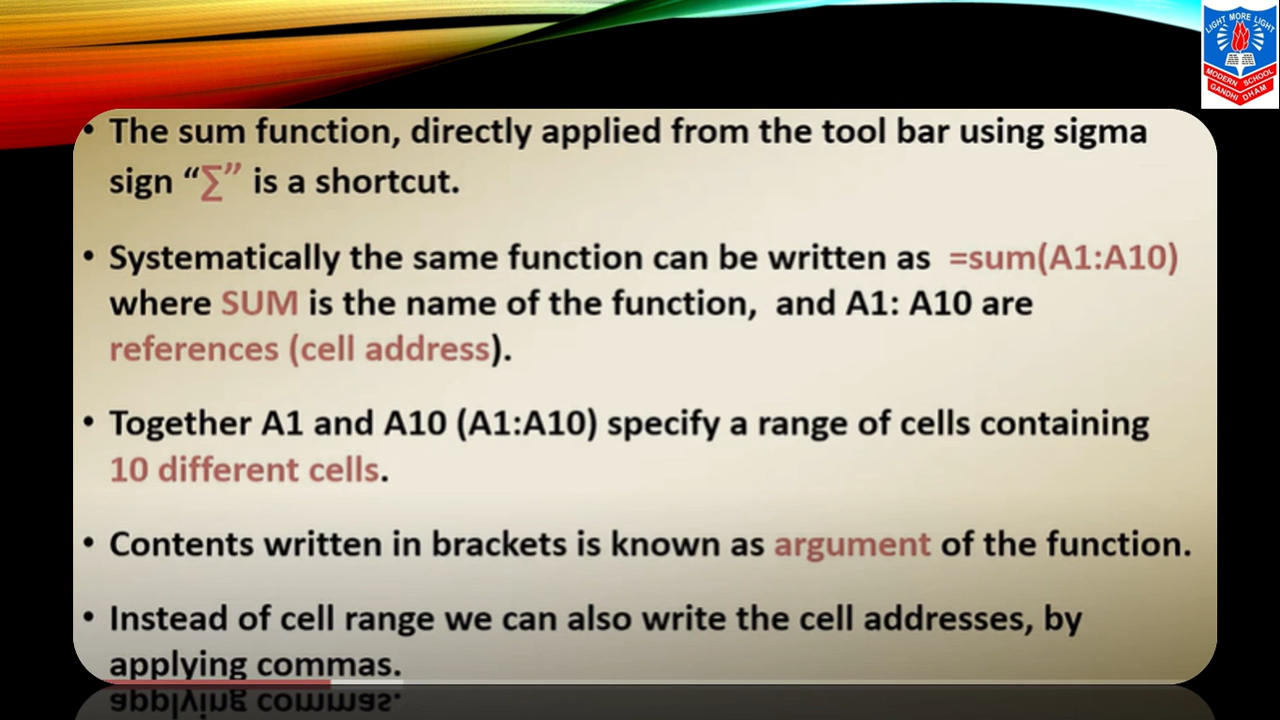 LIGHT MORE LIGHT
MODERN SCHOOL
GANDHI DHAM
• The sum function, directly applied from the tool bar using sigma
sign “∑” is a shortcut.
• Systematically the same function can be written as =sum(A1:A10)
where SUM is the name of the function, and A1: A10 are
references (cell address).
• Together A1 and A10 (A1:A10) specify a range of cells containing
10 different cells.
• Contents written in brackets is known as argument of the function.
• Instead of cell range we can also write the cell addresses, by
applying commas.